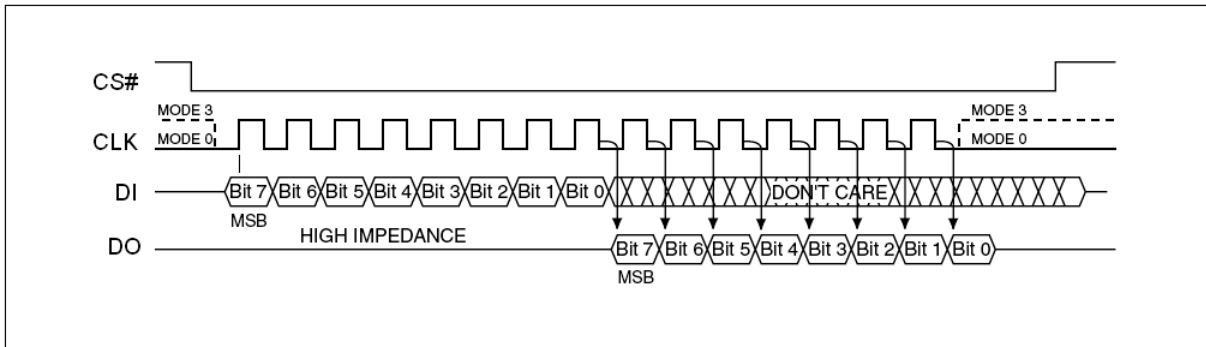 CS#
MODE 3 MODE 3
CLK MODE 0 MODE 0
DI Bit 7 Bit 6 Bit 5 Bit 4 Bit 3 Bit 2 Bit 1 Bit 0 DON'T CARE
MSB
HIGH IMPEDANCE
DO Bit 7 Bit 6 Bit 5 Bit 4 Bit 3 Bit 2 Bit 1 Bit 0
MSB